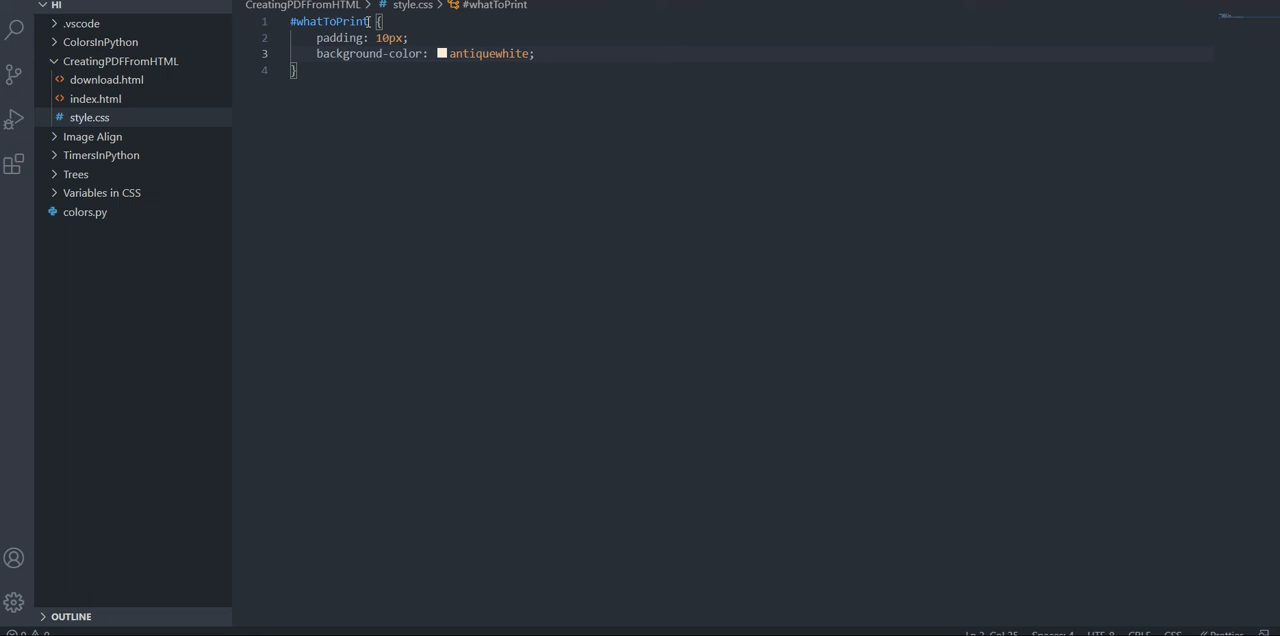 HI
.vscode
ColorsInPython
CreatingPDFFromHTML
download.html
index.html
# style.css
Image Align
TimersInPython
Trees
Variables in CSS
colors.py
OUTLINE
CreatingPDFFromHTML > # style.css > #whatToPrint
1 #whatToPrint {
2 padding: 10px;
3 background-color: antiquewhite;
4 }